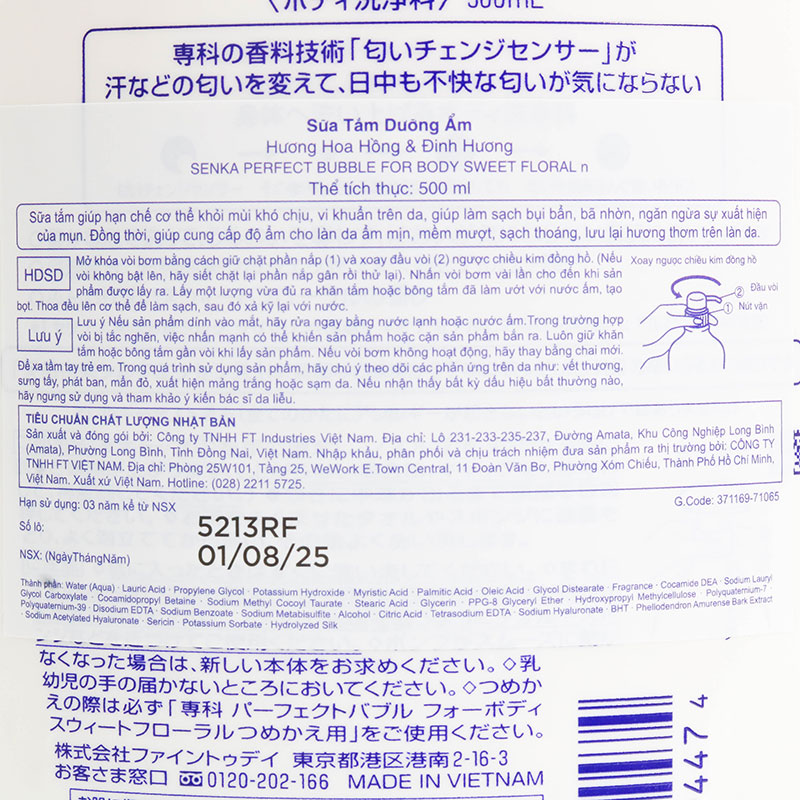 〈ボディ洗浄料〉 500mL
専科の香料技術「匂いチェンジセンサー」が
汗などの匂いを変えて、日中も不快な匂いが気にならない
Sữa Tắm Dưỡng Ẩm
Hương Hoa Hồng & Đinh Hương
SENKA PERFECT BUBBLE FOR BODY SWEET FLORAL n
Thể tích thực: 500 ml
Sữa tắm giúp hạn chế cơ thể khỏi mùi khó chịu, vi khuẩn trên da, giúp làm sạch bụi bẩn, bã nhờn, ngăn ngừa sự xuất hiện
của mụn. Đồng thời, giúp cung cấp độ ẩm cho làn da ẩm mịn, mềm mượt, sạch thoáng, lưu lại hương thơm trên làn da.
HDSD
Mở khóa vòi bơm bằng cách giữ chặt phần nắp (1) và xoay đầu vòi (2) ngược chiều kim đồng hồ. (Nếu
vòi không bật lên, hãy siết chặt lại phần nắp gắn rồi thử lại). Nhấn vòi bơm vài lần cho đến khi sản
phẩm được lấy ra. Lấy một lượng vừa đủ ra khăn tắm hoặc bông tắm đã làm ướt với nước ấm, tạo
bọt. Thoa đều lên cơ thể để làm sạch, sau đó xả kỹ lại với nước.
Xoay ngược chiều kim đồng hồ
② Đầu vòi
① Nút vặn
Lưu ý
Lưu ý Nếu sản phẩm dính vào mắt, hãy rửa ngay bằng nước lạnh hoặc nước ấm.Trong trường hợp
vòi bị tắc nghẽn, việc nhấn mạnh có thể khiến sản phẩm hoặc cặn sản phẩm bắn ra. Luôn giữ khăn
tắm hoặc bông tắm gần vòi khi lấy sản phẩm. Nếu vòi bơm không hoạt động, hãy thay bằng chai mới.
Để xa tầm tay trẻ em. Trong quá trình sử dụng sản phẩm, hãy chú ý theo dõi các phản ứng trên da như: vết thương,
sưng tấy, phát ban, mẩn đỏ, xuất hiện mảng trắng hoặc sạm da. Nếu nhận thấy bất kỳ dấu hiệu bất thường nào,
hãy ngưng sử dụng và tham khảo ý kiến bác sĩ da liễu.
TIÊU CHUẨN CHẤT LƯỢNG NHẬT BẢN
Sản xuất và đóng gói bởi: Công ty TNHH FT Industries Việt Nam. Địa chỉ: Lô 231-233-235-237, Đường Amata, Khu Công Nghiệp Long Bình
(Amata), Phường Long Bình, Tỉnh Đồng Nai, Việt Nam. Nhập khẩu, phân phối và chịu trách nhiệm đưa sản phẩm ra thị trường bởi: CÔNG TY
TNHH FT VIỆT NAM. Địa chỉ: Phòng 25W101, Tầng 25, WeWork E.Town Central, 11 Đoàn Văn Bơ, Phường Xóm Chiếu, Thành Phố Hồ Chí Minh,
Việt Nam. Xuất xứ Việt Nam. Hotline: (028) 2211 5725.
Hạn sử dụng: 03 năm kể từ NSX
G.Code: 371169-71065
Số lô: 5213RF
NSX: (NgàyThángNăm) 01/08/25
Thành phần: Water (Aqua) · Lauric Acid · Propylene Glycol · Potassium Hydroxide · Myristic Acid · Palmitic Acid · Oleic Acid · Glycol Distearate · Fragrance · Cocamide DEA · Sodium Lauryl
Glycol Carboxylate · Cocamidopropyl Betaine · Sodium Methyl Cocoyl Taurate · Stearic Acid · Glycerin · PPG-8 Glyceryl Ether · Hydroxypropyl Methylcellulose · Polyquaternium-7 ·
Polyquaternium-39 · Disodium EDTA · Sodium Benzoate · Sodium Metabisulfite · Alcohol · Citric Acid · Tetrasodium EDTA · Sodium Hyaluronate · BHT · Phellodendron Amurense Bark Extract
· Sodium Acetylated Hyaluronate · Sericin · Potassium Sorbate · Hydrolyzed Silk
なくなった場合は、新しい本体をお求めください。◇乳
幼児の手の届かないところにおいてください。◇つめか
えの際は必ず「専科 パーフェクトバブル フォーボディ
スウィートフローラルつめかえ用」をご使用ください。
株式会社ファイントゥデイ 東京都港区港南2-16-3
お客さま窓口 0120-202-166 MADE IN VIETNAM
4474